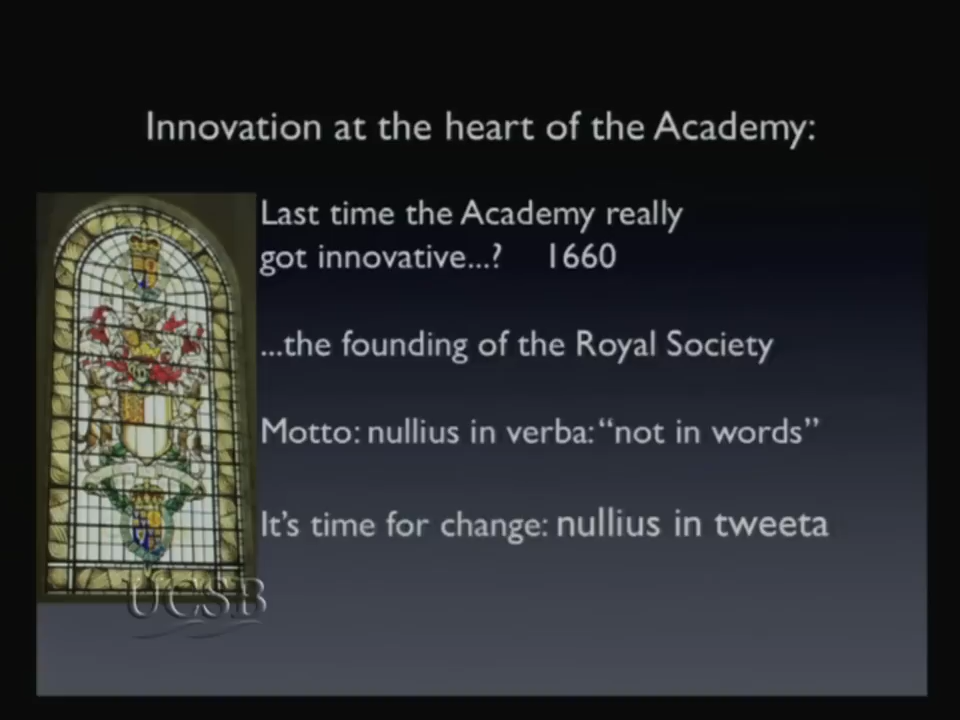 Innovation at the heart of the Academy:
Last time the Academy really
got innovative...? 1660
...the founding of the Royal Society
Motto: nullius in verba: “not in words”
It’s time for change: nullius in tweeta
UCSB